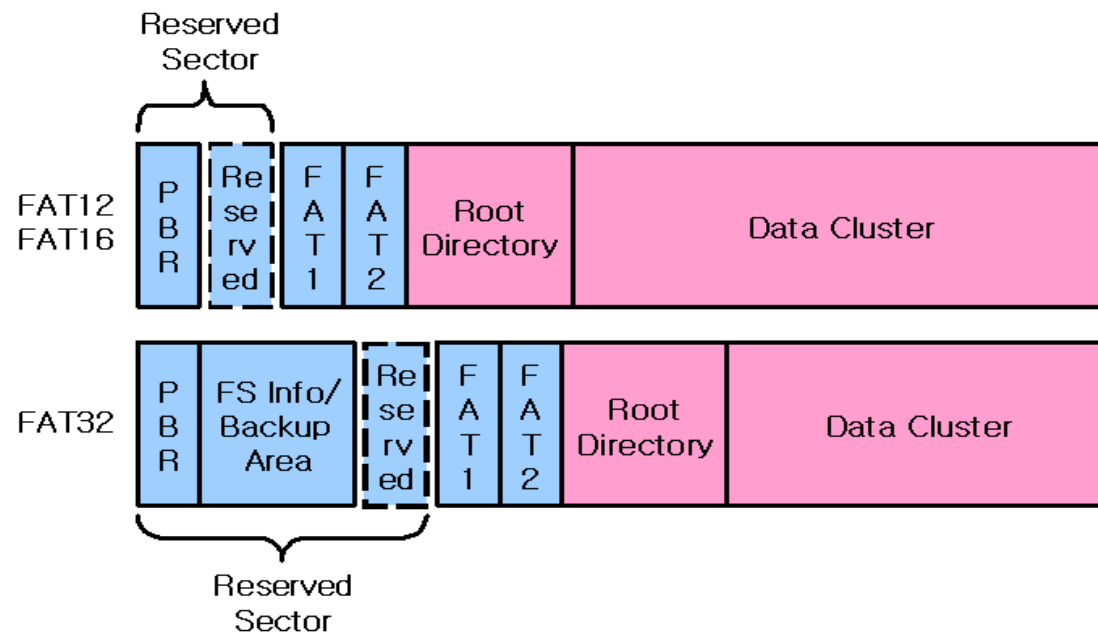 Reserved
Sector
FAT12
FAT16
P
B
R
Re
se
rv
ed
F
A
T
1
F
A
T
2
Root
Directory
Data Cluster
FAT32
P
B
R
FS Info/
Backup
Area
Re
se
rv
ed
F
A
T
1
F
A
T
2
Root
Directory
Data Cluster
Reserved
Sector